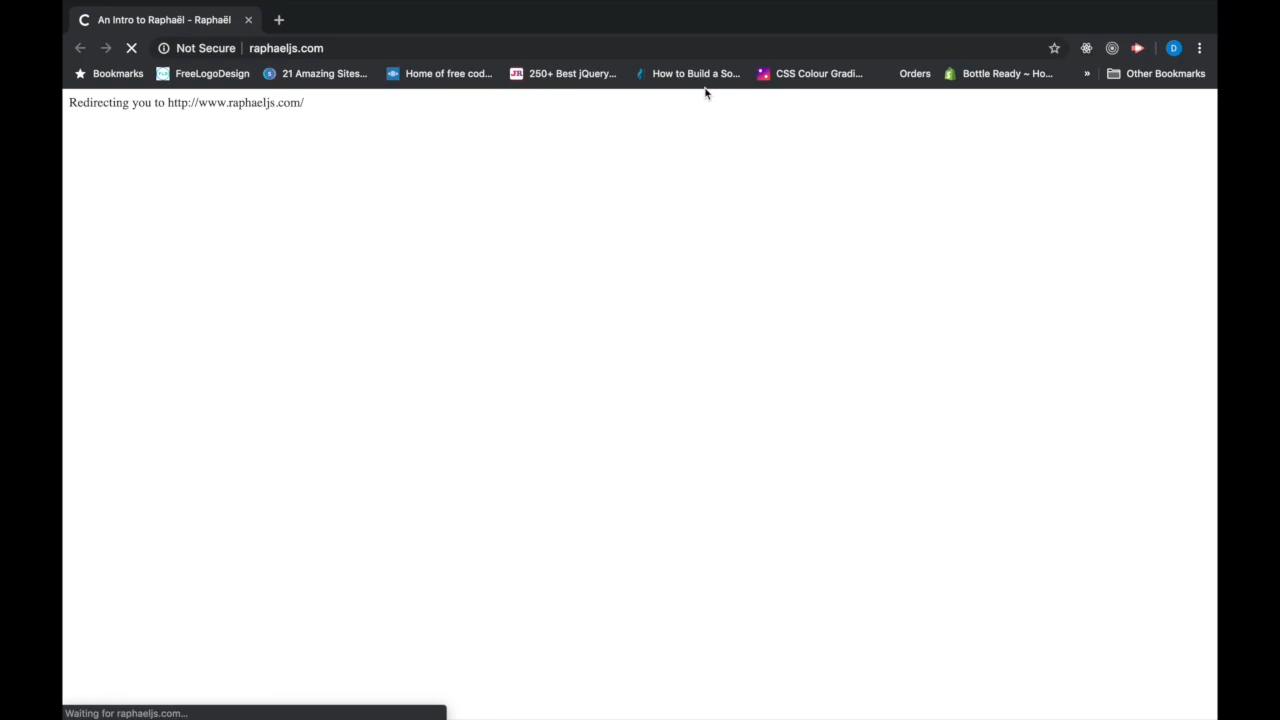 An Intro to Raphaël - Raphaël
Not Secure raphaeljs.com
D
Bookmarks FreeLogoDesign 21 Amazing Sites... Home of free cod... JR 250+ Best jQuery... How to Build a So... CSS Colour Gradi... Orders Bottle Ready ~ Ho... » Other Bookmarks
Redirecting you to http://www.raphaeljs.com/
Waiting for raphaeljs.com...